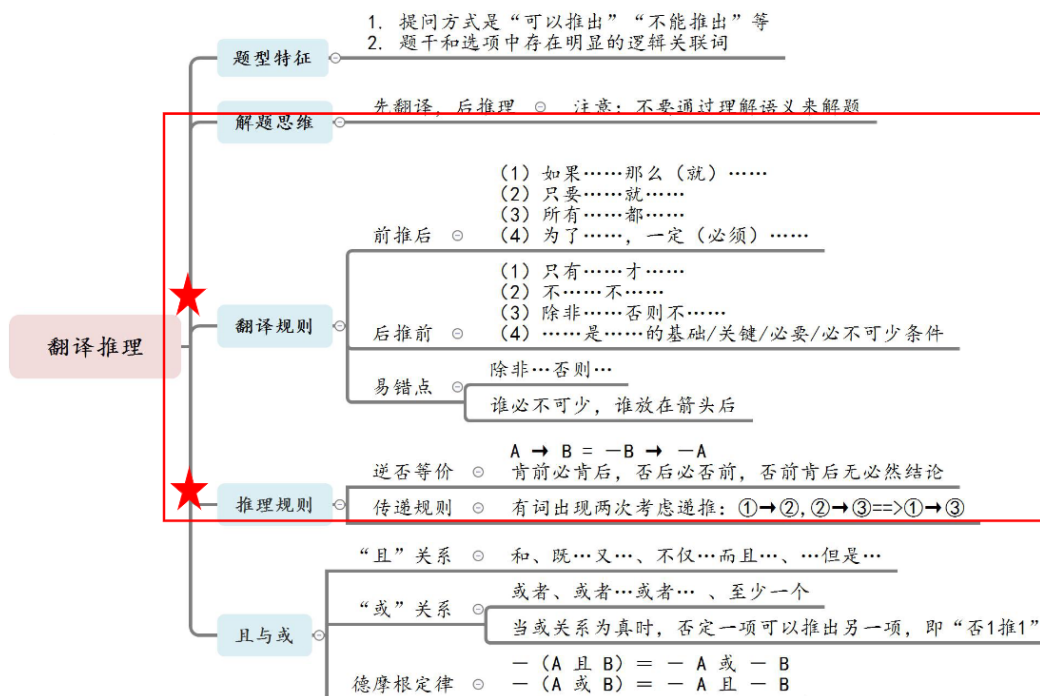 1. 提问方式是“可以推出”“不能推出”等
2. 题干和选项中存在明显的逻辑关联词
题型特征
先翻译，后推理 注意：不要通过理解语义来解题
解题思维
(1) 如果……那么（就）……
(2) 只要……就……
(3) 所有……都……
(4) 为了……，一定（必须）……
前推后
(1) 只有……才……
(2) 不……不……
(3) 除非……否则不……
(4) ……是……的基础/关键/必要/必不可少条件
后推前
翻译规则
翻译推理
除非…否则…
易错点
谁必不可少，谁放在箭头后
A → B = －B → －A
逆否等价 肯前必肯后，否后必否前，否前肯后无必然结论
推理规则
传递规则 有词出现两次考虑递推：①→②,②→③==>①→③
“且”关系 和、既…又…、不仅…而且…、…但是…
或者、或者…或者… 、至少一个
“或”关系
当或关系为真时，否定一项可以推出另一项，即“否1推1”
且与或
－（A 且 B）＝ － A 或 － B
德摩根定律 －（A 或 B）＝ － A 且 － B